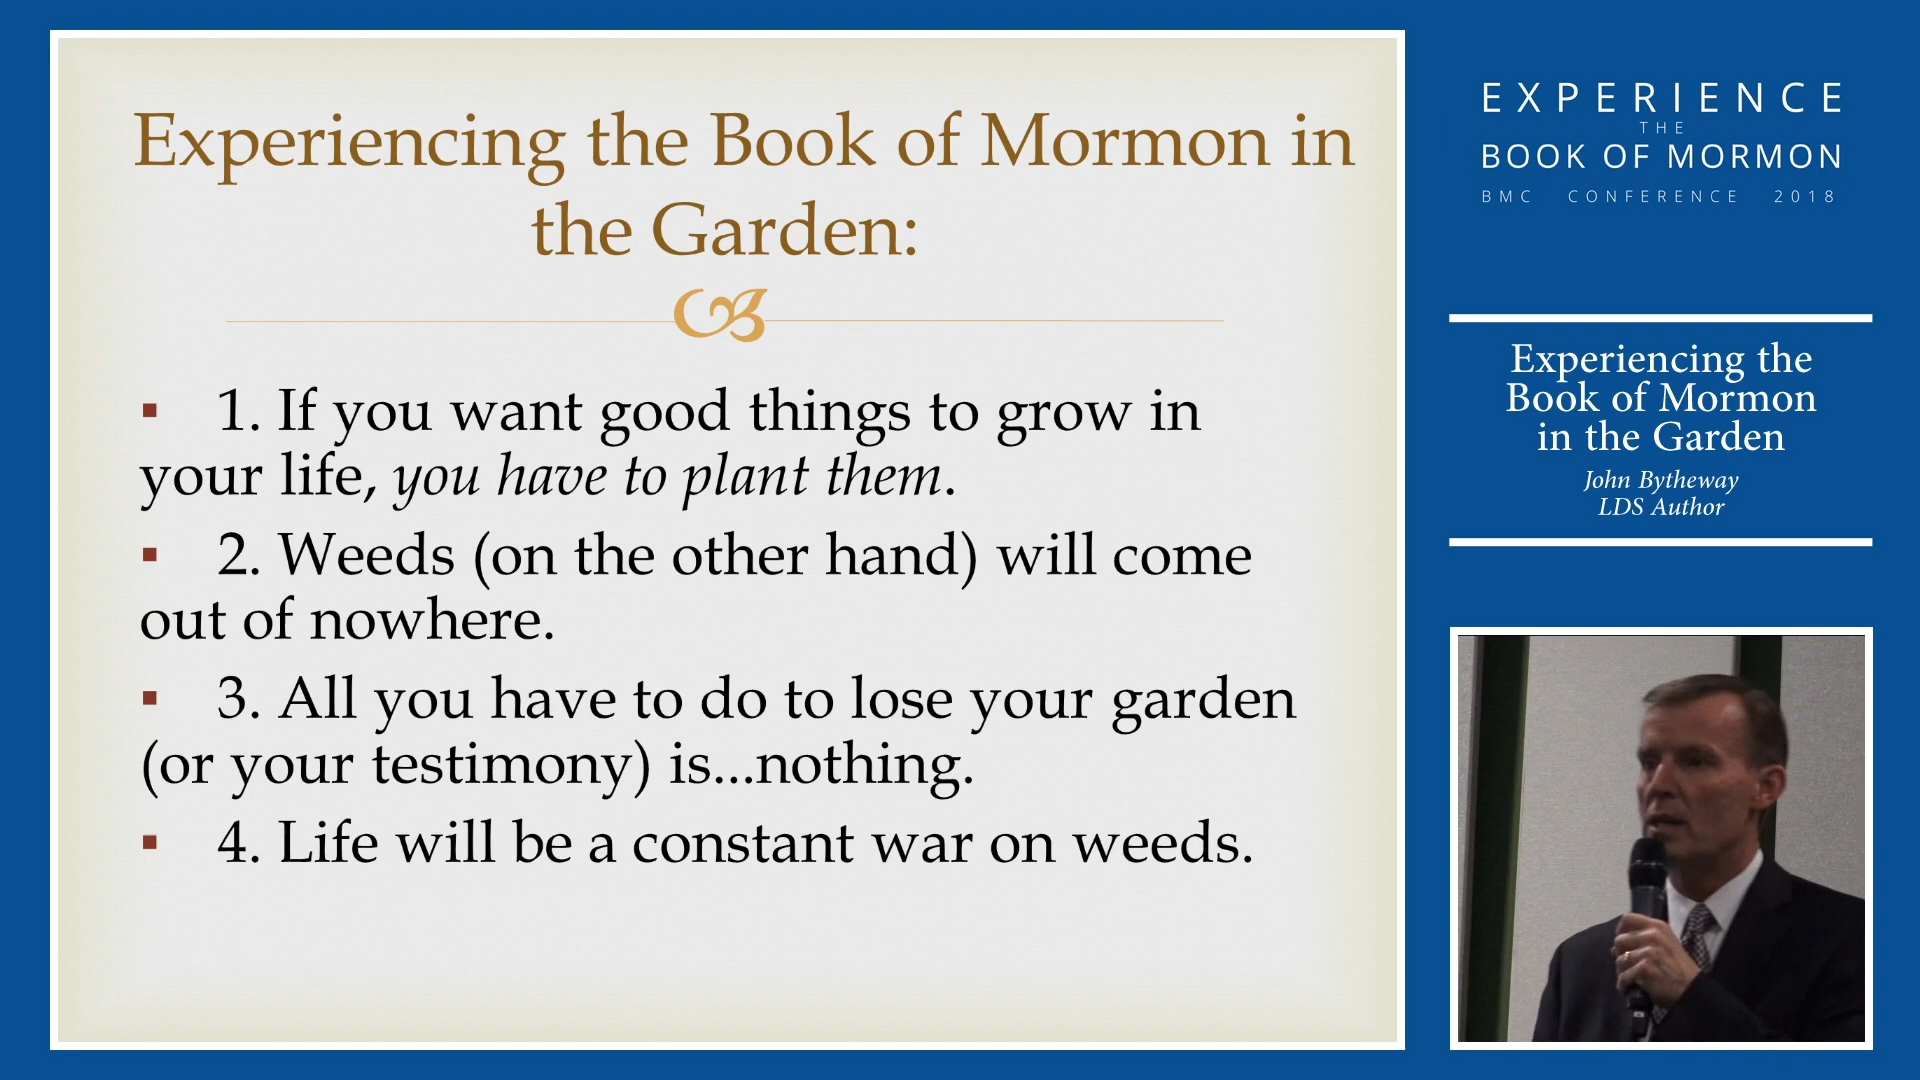 Experiencing the Book of Mormon in
the Garden:
▪ 1. If you want good things to grow in
your life, you have to plant them.
▪ 2. Weeds (on the other hand) will come
out of nowhere.
▪ 3. All you have to do to lose your garden
(or your testimony) is...nothing.
▪ 4. Life will be a constant war on weeds.
EXPERIENCE
THE
BOOK OF MORMON
BMC CONFERENCE 2018
Experiencing the
Book of Mormon
in the Garden
John Bytheway
LDS Author